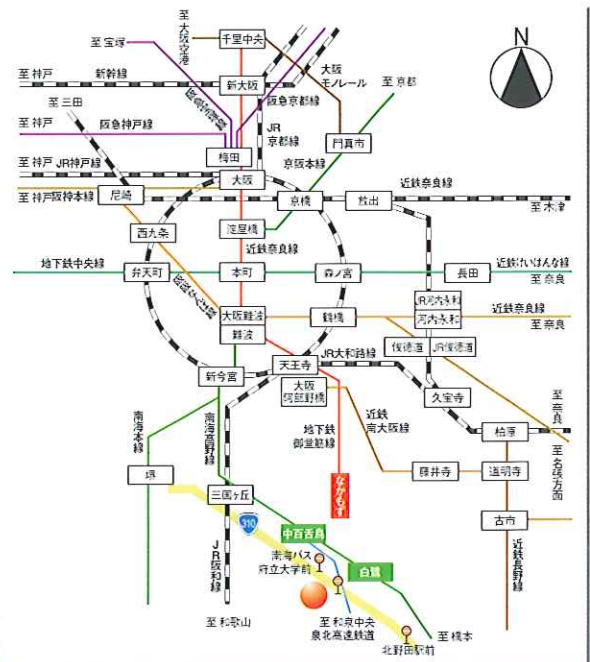 至大阪空港
千里中央
N
至宝塚
至神戸
新幹線
新大阪
大阪
モノレール
至京都
至三田
阪急宝塚線
阪急京都線
阪急神戸線
JR
京都線
至神戸
門真市
梅田
京阪本線
至神戸
JR神戸線
大阪
近鉄奈良線
至神戸
阪神本線
尼崎
京橋
放出
至木津
西九条
淀屋橋
近鉄奈良線
地下鉄中央線
弁天町
本町
森ノ宮
長田
近鉄けいはんな線
至奈良
阪神なんば線
JR河内永和
大阪難波
鶴橋
河内永和
近鉄奈良線
至奈良
難波
俊徳道
JR俊徳道
JR大和路線
天王寺
新今宮
大阪
阿部野橋
久宝寺
至奈良
南海本線
南海高野線
地下鉄
御堂筋線
近鉄
南大阪線
柏原
至名張方面
堺
なかもず
藤井寺
道明寺
三国ヶ丘
310
古市
中百舌鳥
JR阪和線
南海バス
府立大学前
白鷺
近鉄長野線
至和歌山
至和泉中央
泉北高速鉄道
至橋本
北野田駅前